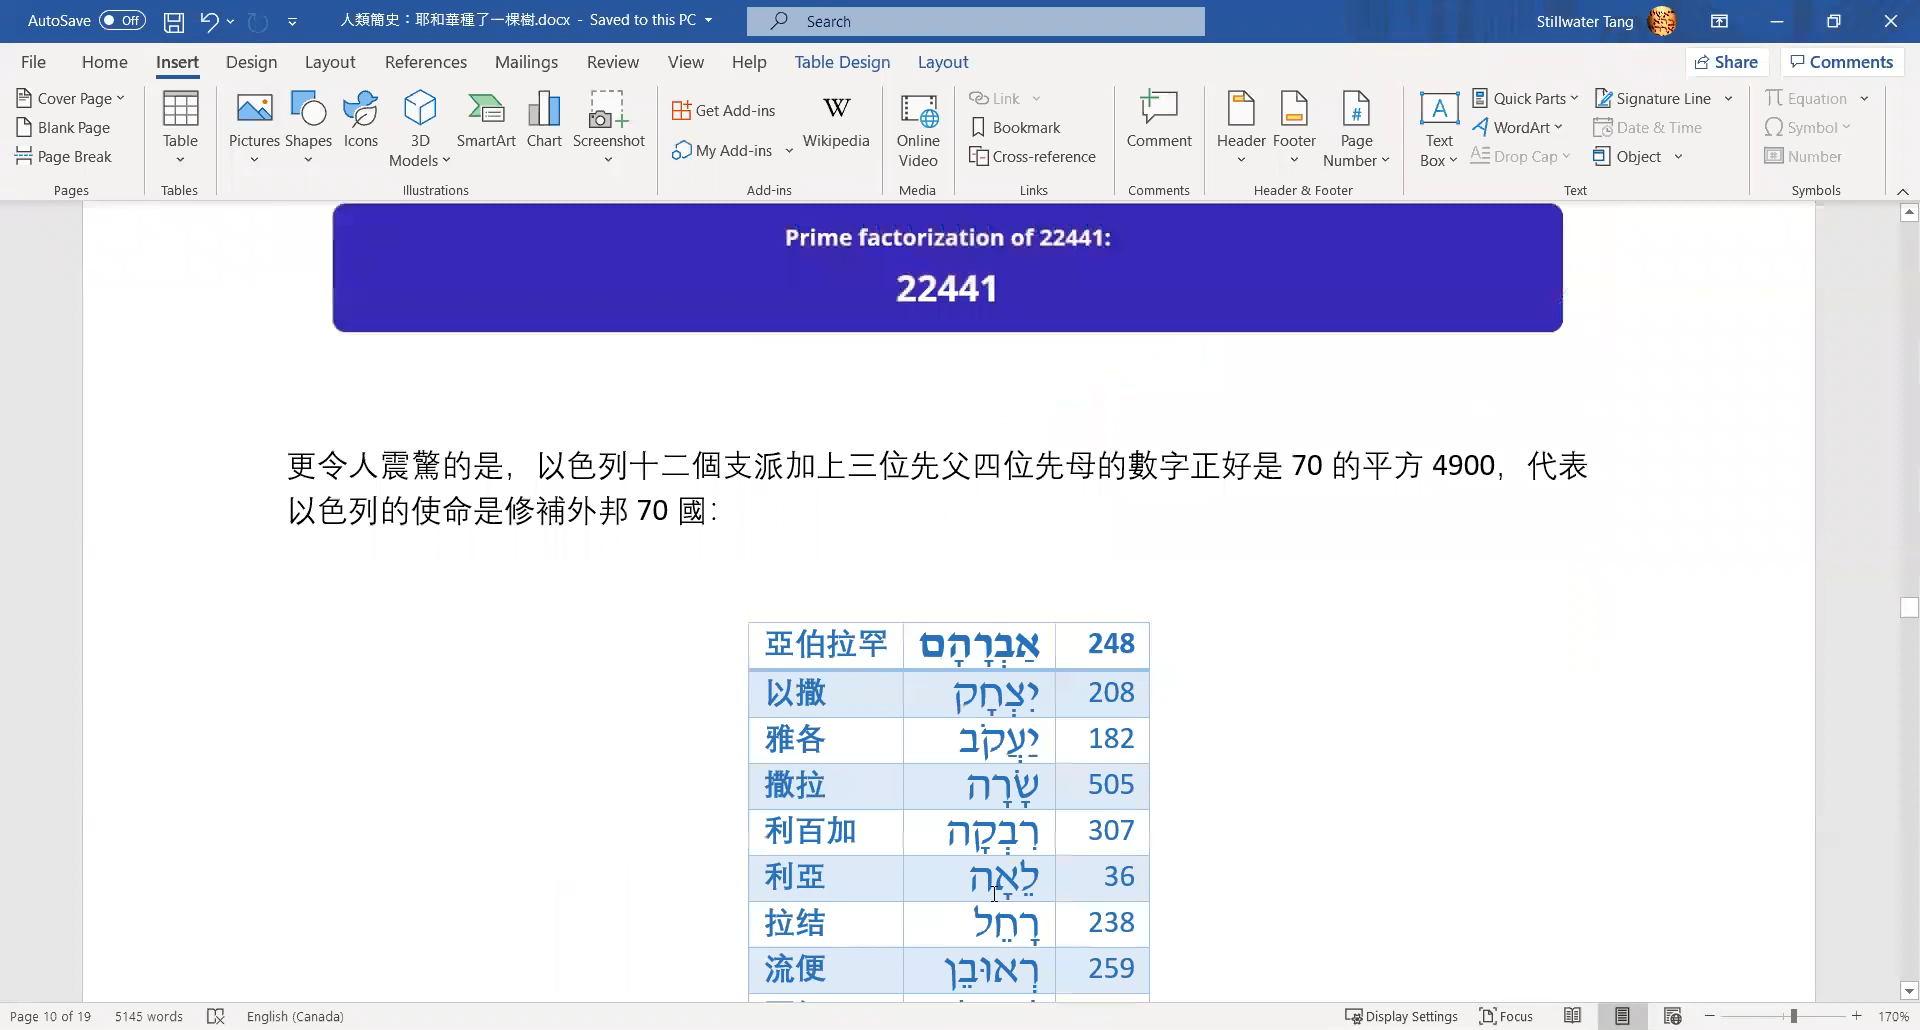 AutoSave Off 人類簡史：耶和華種了一棵樹.docx - Saved to this PC Search Stillwater Tang
File Home Insert Design Layout References Mailings Review View Help Table Design Layout Share Comments
Cover Page
Blank Page
Page Break
Pages
Table
Tables
Pictures Shapes Icons 3D Models SmartArt Chart Screenshot
Illustrations
Get Add-ins
My Add-ins
W Wikipedia
Add-ins
Online Video
Media
Link
Bookmark
Cross-reference
Links
Comment
Comments
Header Footer Page Number
Header & Footer
A Text Box
Quick Parts
WordArt
Drop Cap
Signature Line
Date & Time
Object
Text
Equation
Symbol
Number
Symbols
Prime factorization of 22441:
22441
更令人震驚的是，以色列十二個支派加上三位先父四位先母的數字正好是 70 的平方 4900，代表
以色列的使命是修補外邦 70 國：
亞伯拉罕 אַבְרָהָם 248
以撒 יִצְחָק 208
雅各 יַעֲקֹב 182
撒拉 שָׂרָה 505
利百加 רִבְקָה 307
利亞 לֵאָה 36
拉结 רָחֵל 238
流便 רְאוּבֵן 259
Page 10 of 19 5145 words English (Canada) Display Settings Focus 170%